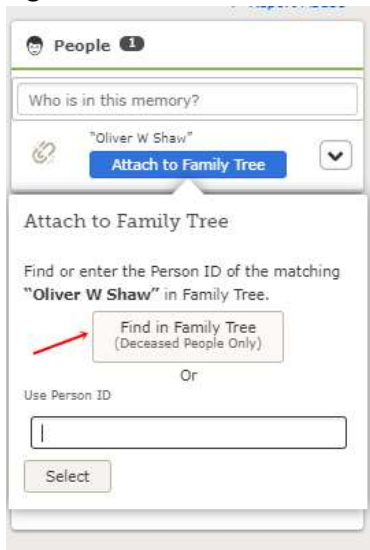 People 1
Who is in this memory?
"Oliver W Shaw"
Attach to Family Tree
Attach to Family Tree
Find or enter the Person ID of the matching
"Oliver W Shaw" in Family Tree.
Find in Family Tree
(Deceased People Only)
Or
Use Person ID
Select